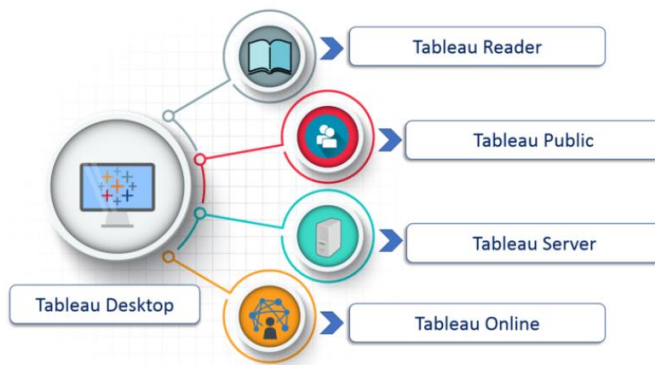 Tableau Reader
Tableau Public
Tableau Server
Tableau Desktop
Tableau Online